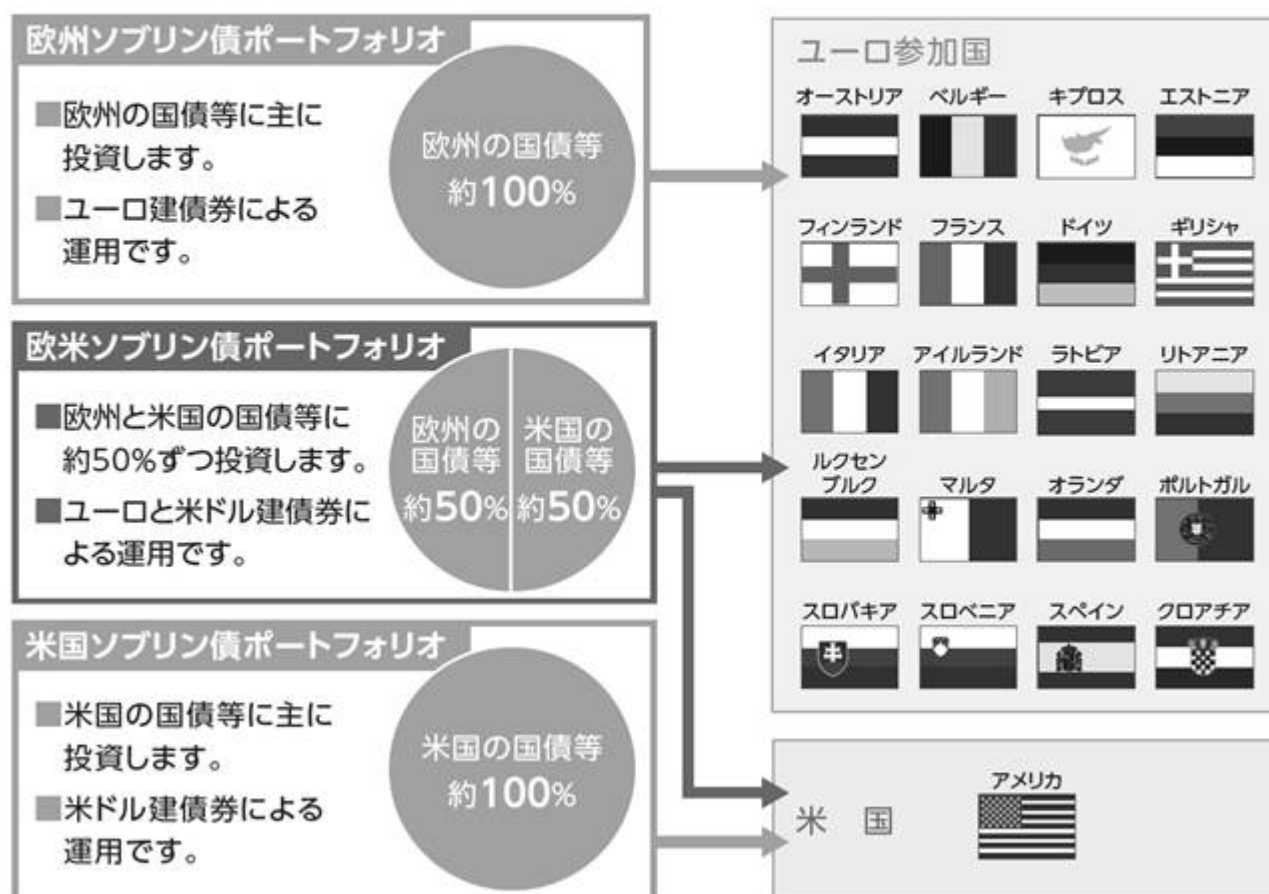 欧州ソブリン債ポートフォリオ
■欧州の国債等に主に
投資します。
■ユーロ建債券による
運用です。
欧州の国債等
約100%
欧米ソブリン債ポートフォリオ
■欧州と米国の国債等に
約50%ずつ投資します。
■ユーロと米ドル建債券に
よる運用です。
欧州の
国債等
約50%
米国の
国債等
約50%
米国ソブリン債ポートフォリオ
■米国の国債等に主に
投資します。
■米ドル建債券による
運用です。
米国の国債等
約100%
ユーロ参加国
オーストリア ベルギー キプロス エストニア
フィンランド フランス ドイツ ギリシャ
イタリア アイルランド ラトビア リトアニア
ルクセン
ブルク マルタ オランダ ポルトガル
スロバキア スロベニア スペイン クロアチア
米 国
アメリカ